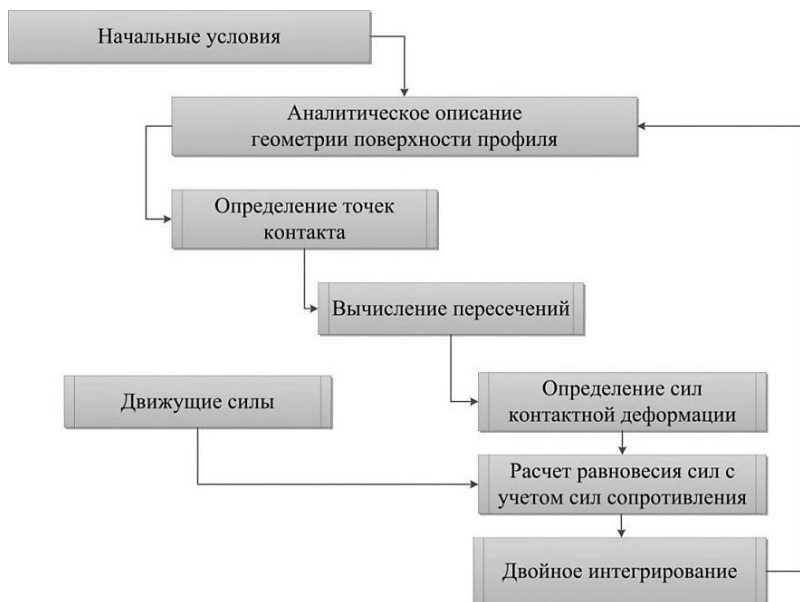 Начальные условия
Аналитическое описание
геометрии поверхности профиля
Определение точек
контакта
Вычисление пересечений
Движущие силы
Определение сил
контактной деформации
Расчет равновесия сил с
учетом сил сопротивления
Двойное интегрирование